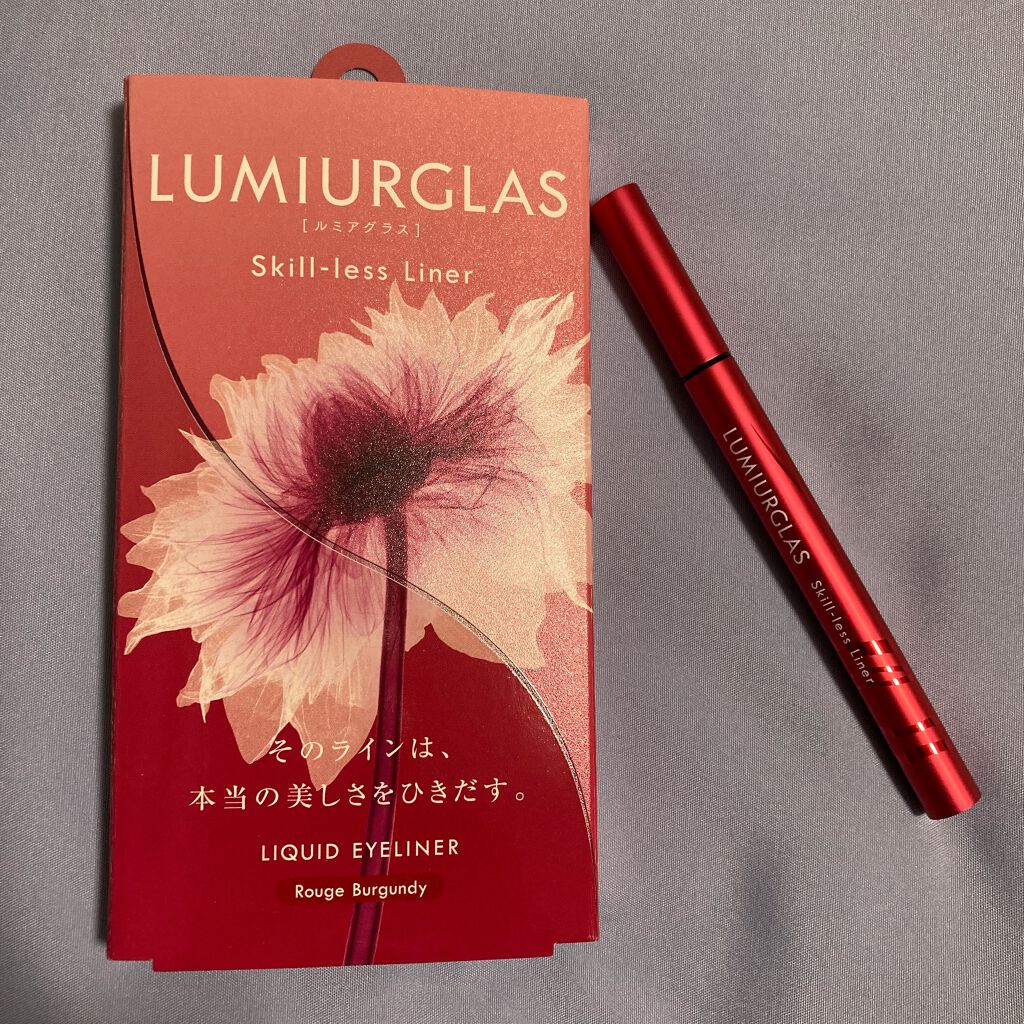 LUMIURGLAS
[ルミアグラス]
Skill-less Liner
そのラインは、
本当の美しさをひきだす。
LIQUID EYELINER
Rouge Burgundy
LUMIURGLAS Skill-less Liner